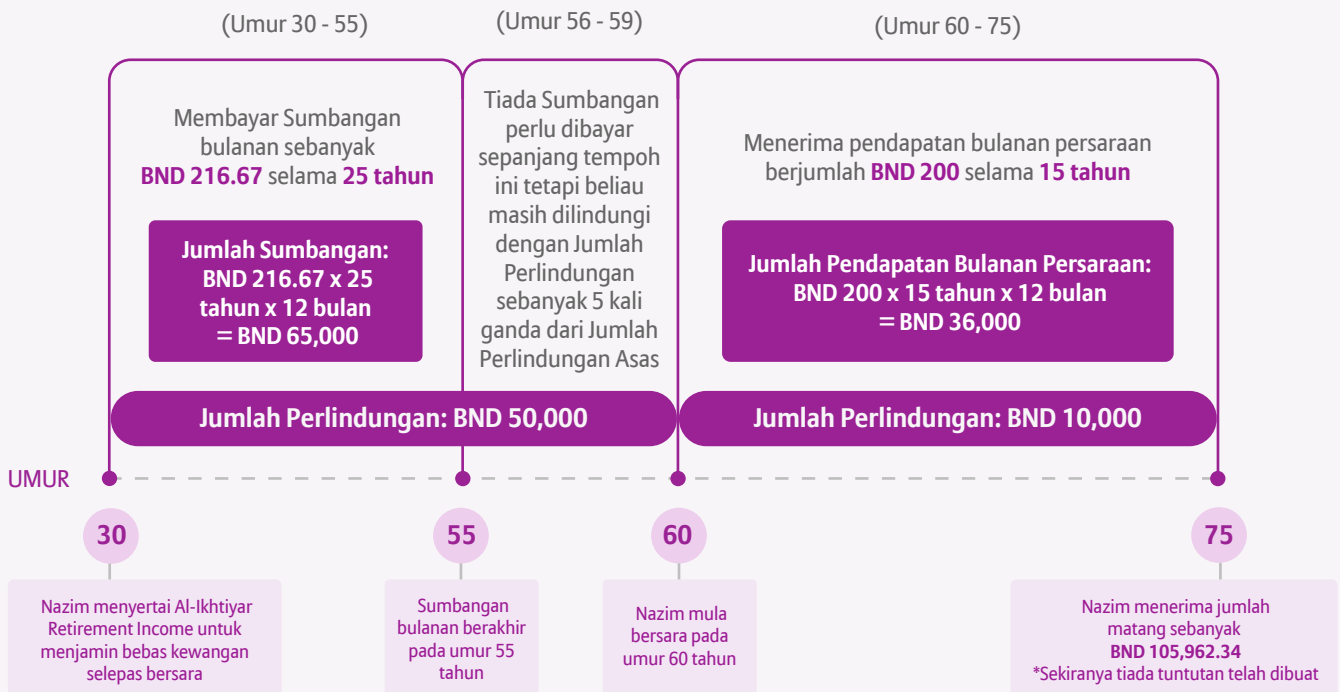 (Umur 30 - 55)
(Umur 56 - 59)
(Umur 60 - 75)
Membayar Sumbangan
bulanan sebanyak
BND 216.67 selama 25 tahun
Jumlah Sumbangan:
BND 216.67 x 25
tahun x 12 bulan
= BND 65,000
Tiada Sumbangan
perlu dibayar
sepanjang tempoh
ini tetapi beliau
masih dilindungi
dengan Jumlah
Perlindungan
sebanyak 5 kali
ganda dari Jumlah
Perlindungan Asas
Menerima pendapatan bulanan persaraan
berjumlah BND 200 selama 15 tahun
Jumlah Pendapatan Bulanan Persaraan:
BND 200 x 15 tahun x 12 bulan
= BND 36,000
Jumlah Perlindungan: BND 50,000
Jumlah Perlindungan: BND 10,000
UMUR
30
55
60
75
Nazim menyertai Al-Ikhtiyar
Retirement Income untuk
menjamin bebas kewangan
selepas bersara
Sumbangan
bulanan berakhir
pada umur 55
tahun
Nazim mula
bersara pada
umur 60 tahun
Nazim menerima jumlah
matang sebanyak
BND 105,962.34
*Sekiranya tiada tuntutan telah dibuat